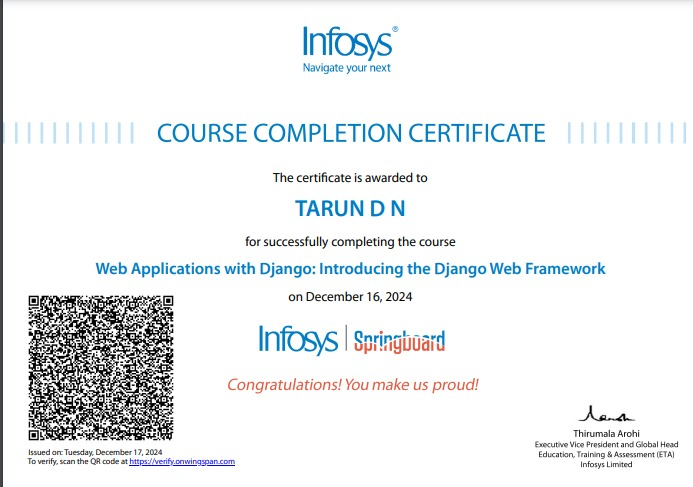 Infosys®
Navigate your next
COURSE COMPLETION CERTIFICATE
The certificate is awarded to
TARUN D N
for successfully completing the course
Web Applications with Django: Introducing the Django Web Framework
on December 16, 2024
Infosys | Springboard
Congratulations! You make us proud!
Thirumala Arohi
Executive Vice President and Global Head
Education, Training & Assessment (ETA)
Infosys Limited
Issued on: Tuesday, December 17, 2024
To verify, scan the QR code at https://verify.onwingspan.com